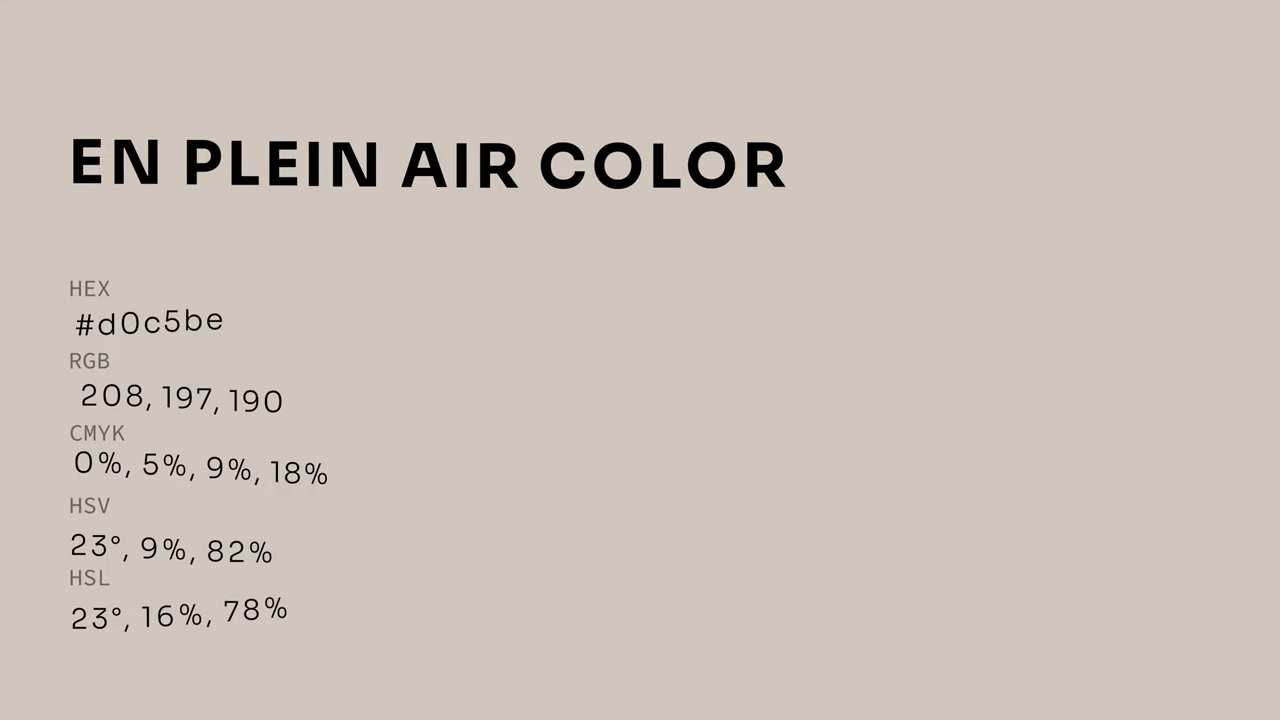 EN PLEIN AIR COLOR
HEX
#d0c5be
RGB
208, 197, 190
CMYK
0%, 5%, 9%, 18%
HSV
23°, 9%, 82%
HSL
23°, 16%, 78%